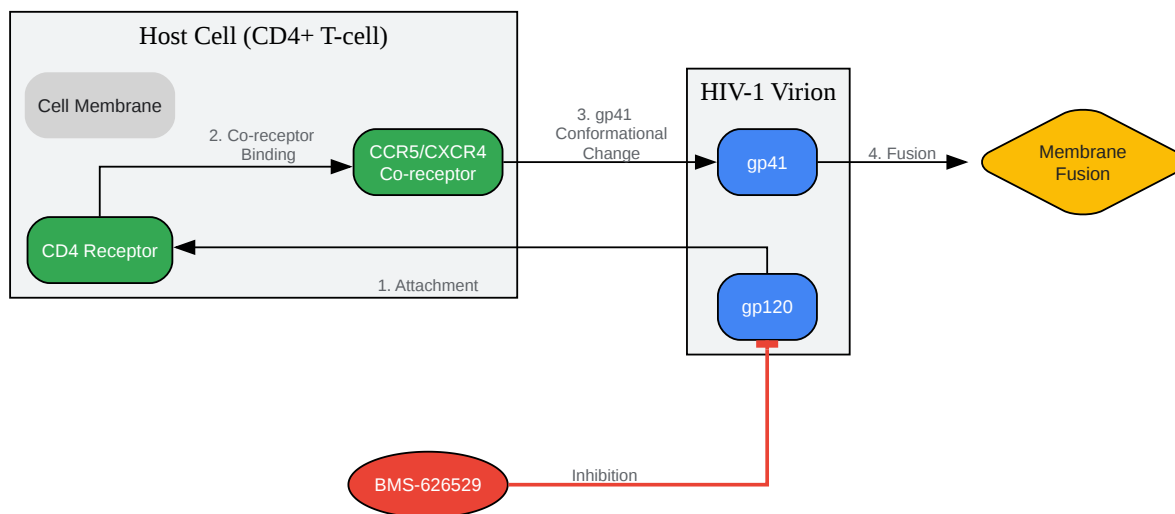 Host Cell (CD4+ T-cell)
Cell Membrane
2. Co-receptor
Binding
CCR5/CXCR4
Co-receptor
CD4 Receptor
1. Attachment
3. gp41
Conformational
Change
HIV-1 Virion
gp41
gp120
4. Fusion
Membrane
Fusion
BMS-626529
Inhibition